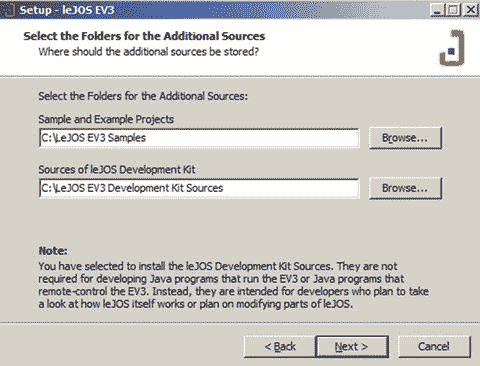 Setup - leJOS EV3
Select the Folders for the Additional Sources
Where should the additional sources be stored?
Select the Folders for the Additional Sources:
Sample and Example Projects
C:\LeJOS EV3 Samples
Browse...
Sources of leJOS Development Kit
C:\LeJOS EV3 Development Kit Sources
Browse...
Note:
You have selected to install the leJOS Development Kit Sources. They are not
required for developing Java programs that run the EV3 or Java programs that
remote-control the EV3. Instead, they are intended for developers who plan to take
a look at how leJOS itself works or plan on modifying parts of leJOS.
< Back
Next >
Cancel